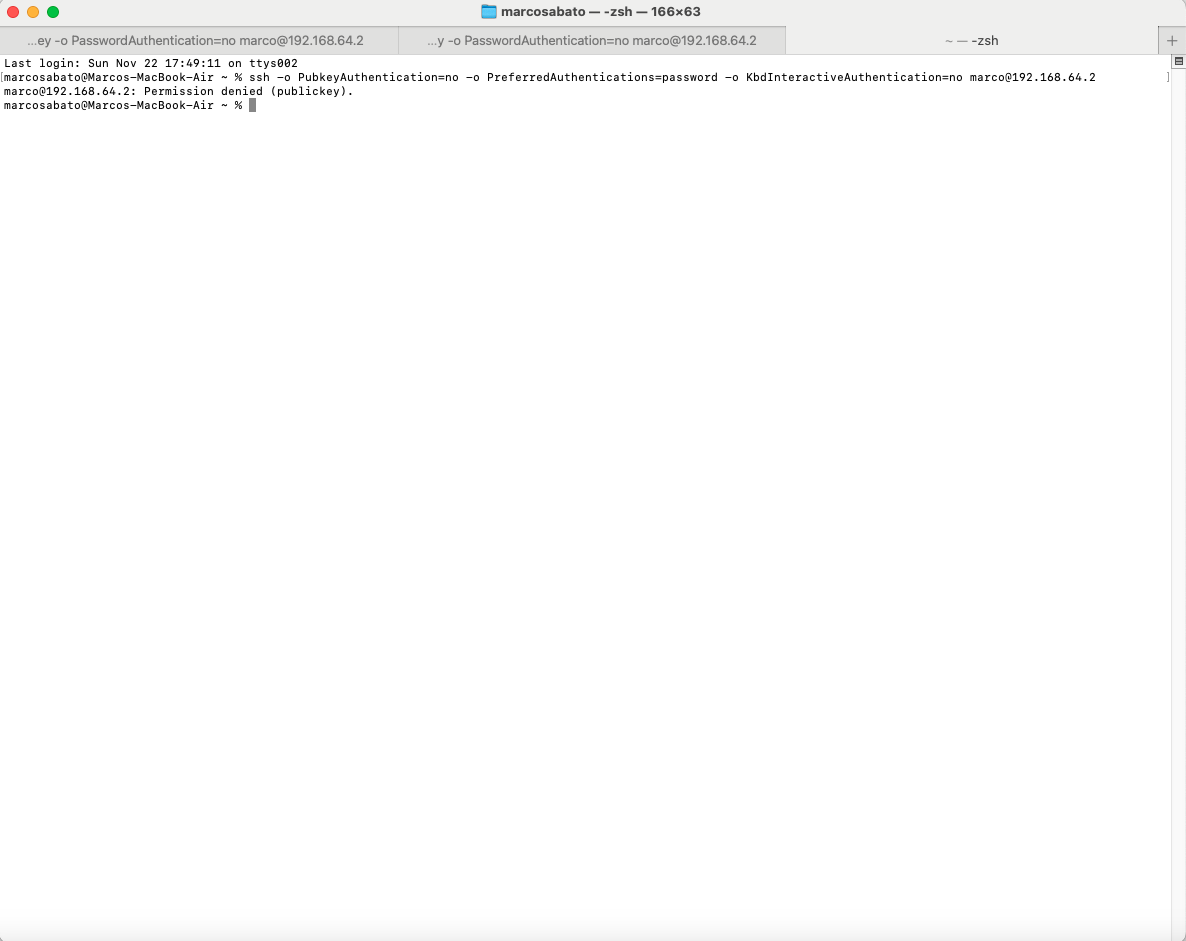 marcosabato — -zsh — 166×63
...ey -o PasswordAuthentication=no marco@192.168.64.2
...y -o PasswordAuthentication=no marco@192.168.64.2
~ — -zsh
+
Last login: Sun Nov 22 17:49:11 on ttys002
[marcosabato@Marcos-MacBook-Air ~ % ssh -o PubkeyAuthentication=no -o PreferredAuthentications=password -o KbdInteractiveAuthentication=no marco@192.168.64.2 ]
marco@192.168.64.2: Permission denied (publickey).
marcosabato@Marcos-MacBook-Air ~ %